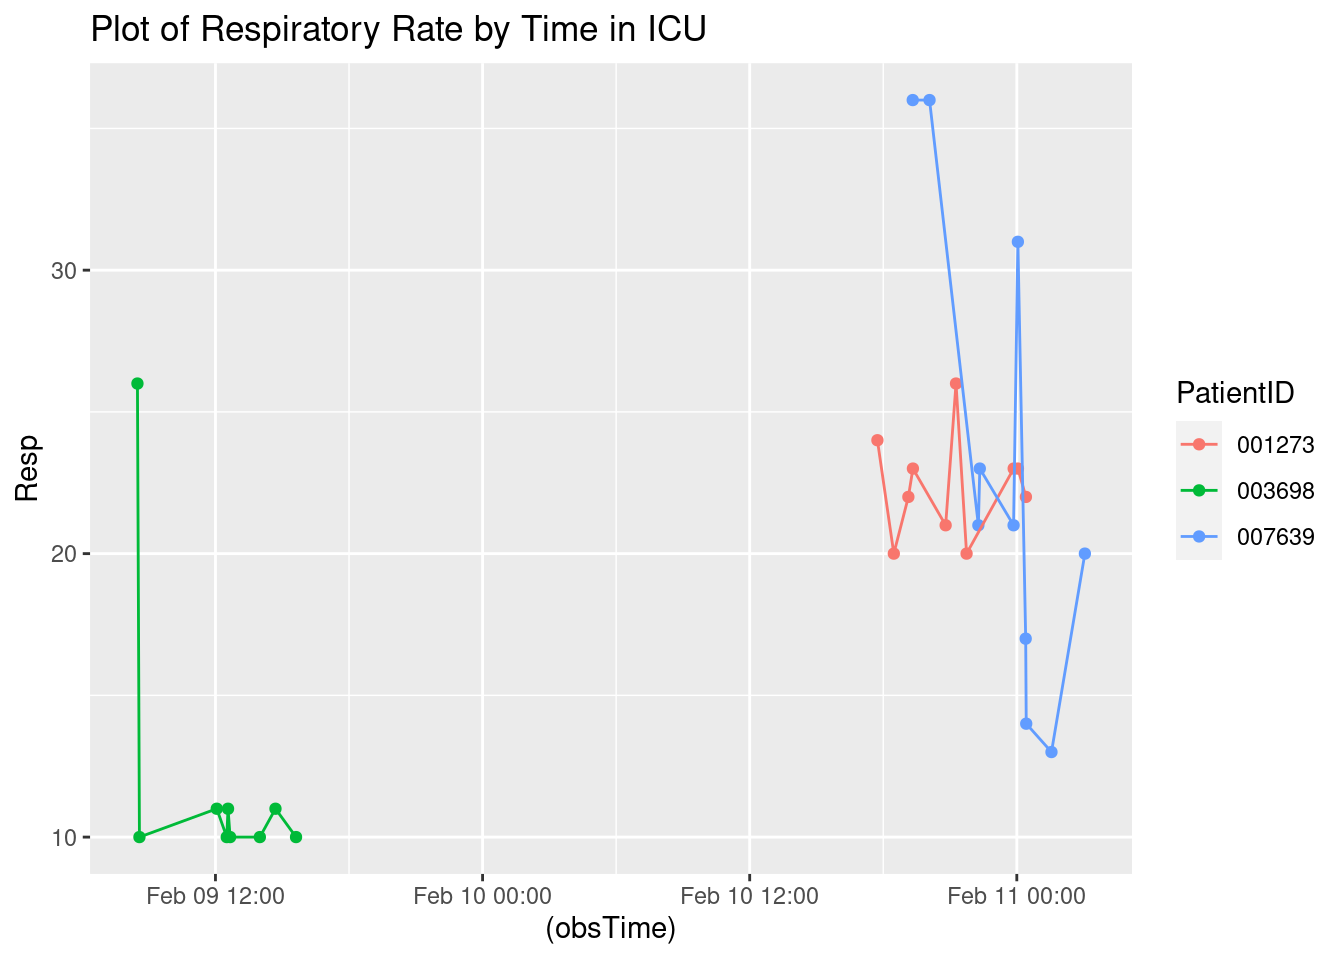 Plot of Respiratory Rate by Time in ICU
Resp
30
20
10
Feb 09 12:00
Feb 10 00:00
Feb 10 12:00
Feb 11 00:00
(obsTime)
PatientID
001273
003698
007639